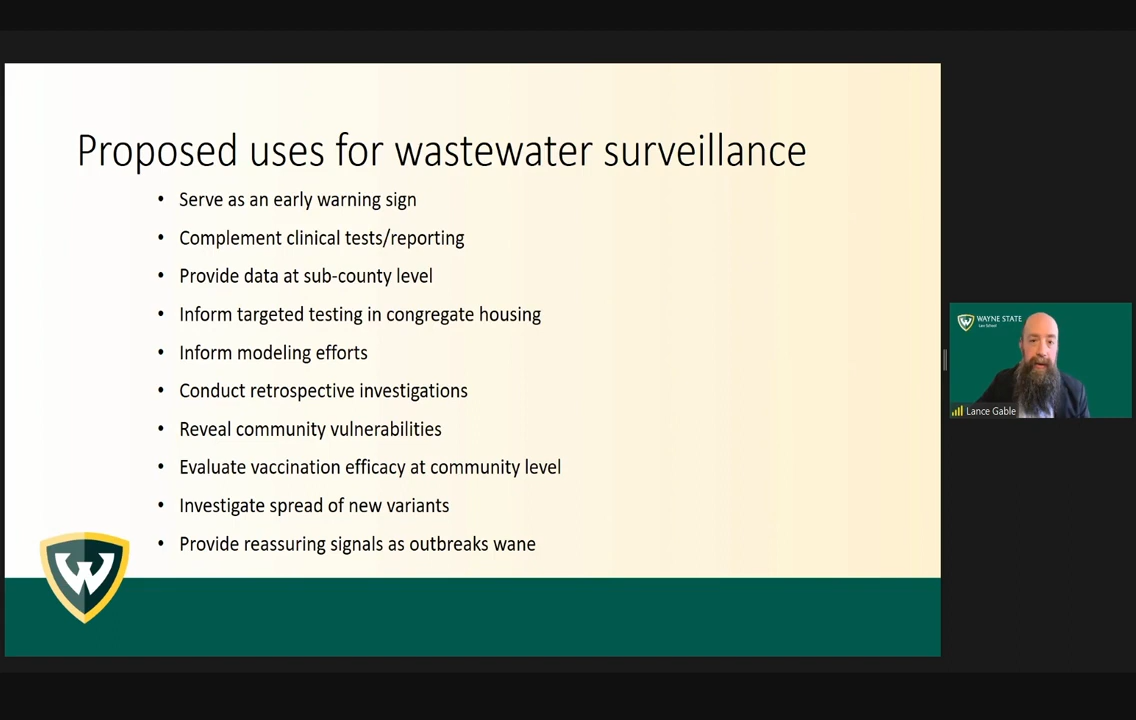 Proposed uses for wastewater surveillance
• Serve as an early warning sign
• Complement clinical tests/reporting
• Provide data at sub-county level
• Inform targeted testing in congregate housing
• Inform modeling efforts
• Conduct retrospective investigations
• Reveal community vulnerabilities
• Evaluate vaccination efficacy at community level
• Investigate spread of new variants
• Provide reassuring signals as outbreaks wane
W
WAYNE STATE
Law School
Lance Gable